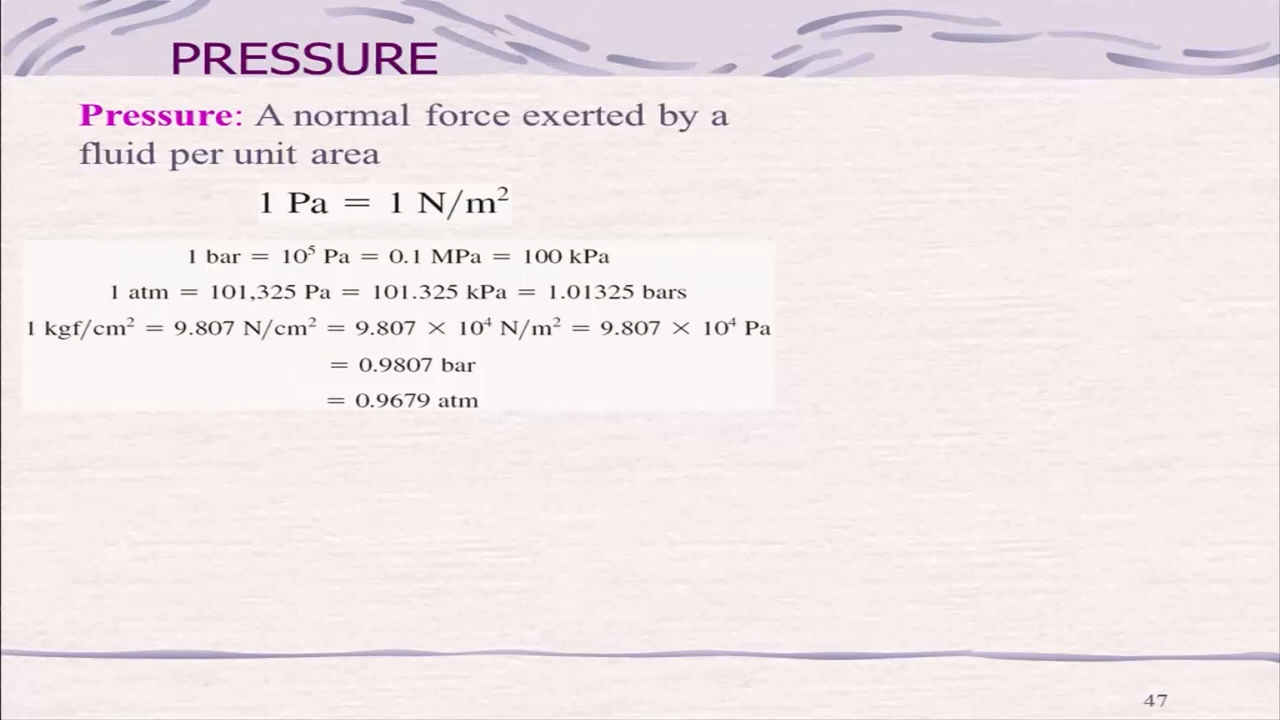 PRESSURE
Pressure: A normal force exerted by a
fluid per unit area
1 Pa = 1 N/m²
1 bar = 10⁵ Pa = 0.1 MPa = 100 kPa
1 atm = 101,325 Pa = 101.325 kPa = 1.01325 bars
1 kgf/cm² = 9.807 N/cm² = 9.807 × 10⁴ N/m² = 9.807 × 10⁴ Pa
= 0.9807 bar
= 0.9679 atm
47